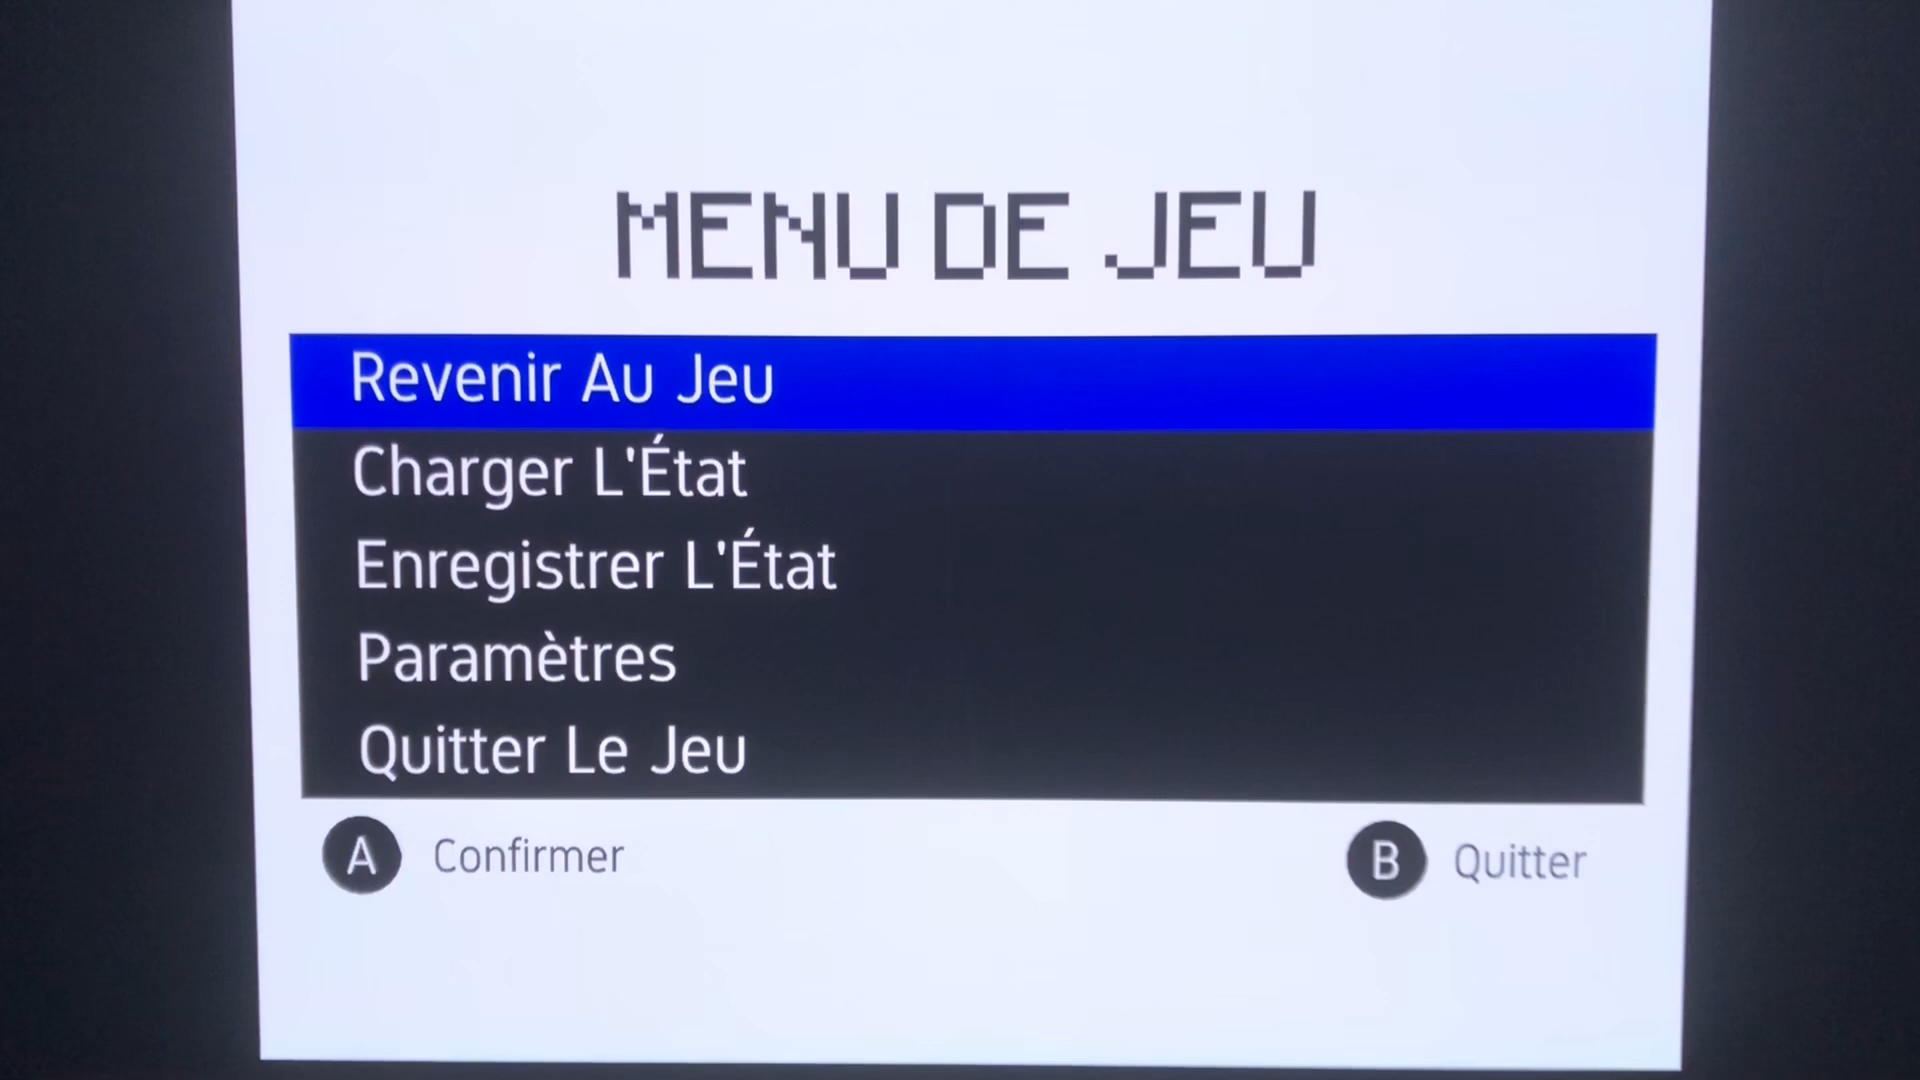 MENU DE JEU
Revenir Au Jeu
Charger L'État
Enregistrer L'État
Paramètres
Quitter Le Jeu
A Confirmer
B Quitter